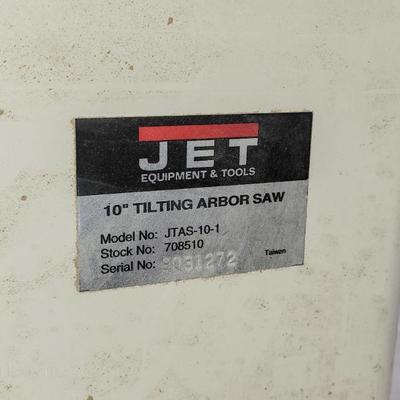 JET
EQUIPMENT & TOOLS
10" TILTING ARBOR SAW
Model No: JTAS-10-1
Stock No: 708510
Serial No:
Taiwan